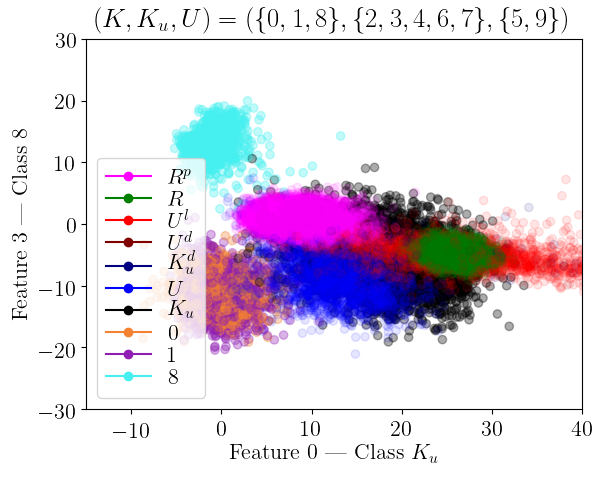 (K, K_u, U) = ({0, 1, 8}, {2, 3, 4, 6, 7}, {5, 9})
30
20
10
0
−10
−20
−30
Feature 3 — Class 8
R^p
R
U^l
U^d
K_u^d
U
K_u
0
1
8
−10 0 10 20 30 40
Feature 0 — Class K_u